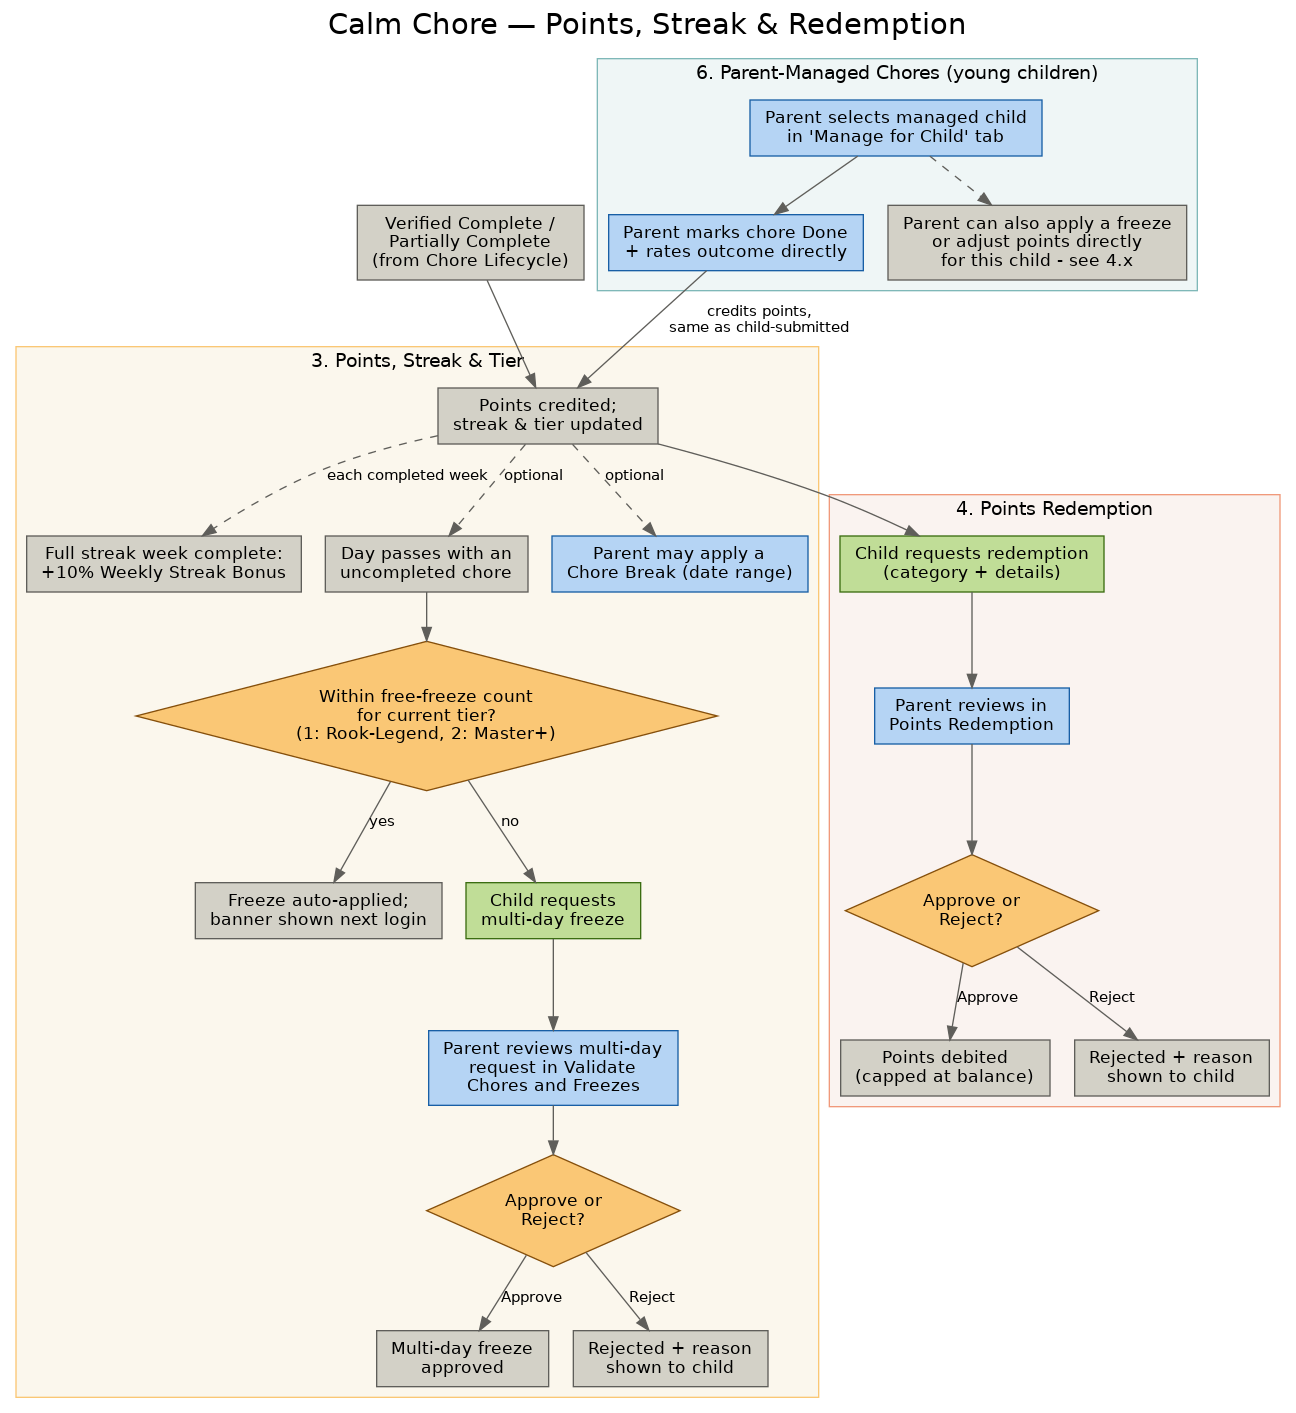 Calm Chore — Points, Streak & Redemption
6. Parent-Managed Chores (young children)
Parent selects managed child
in 'Manage for Child' tab
Verified Complete /
Partially Complete
(from Chore Lifecycle)
Parent marks chore Done
+ rates outcome directly
Parent can also apply a freeze
or adjust points directly
for this child - see 4.x
credits points,
same as child-submitted
3. Points, Streak & Tier
Points credited;
streak & tier updated
each completed week
optional
optional
4. Points Redemption
Full streak week complete:
+10% Weekly Streak Bonus
Day passes with an
uncompleted chore
Parent may apply a
Chore Break (date range)
Child requests redemption
(category + details)
Within free-freeze count
for current tier?
(1: Rook-Legend, 2: Master+)
Parent reviews in
Points Redemption
yes
no
Freeze auto-applied;
banner shown next login
Child requests
multi-day freeze
Approve or
Reject?
Approve
Reject
Parent reviews multi-day
request in Validate
Chores and Freezes
Points debited
(capped at balance)
Rejected + reason
shown to child
Approve or
Reject?
Approve
Reject
Multi-day freeze
approved
Rejected + reason
shown to child